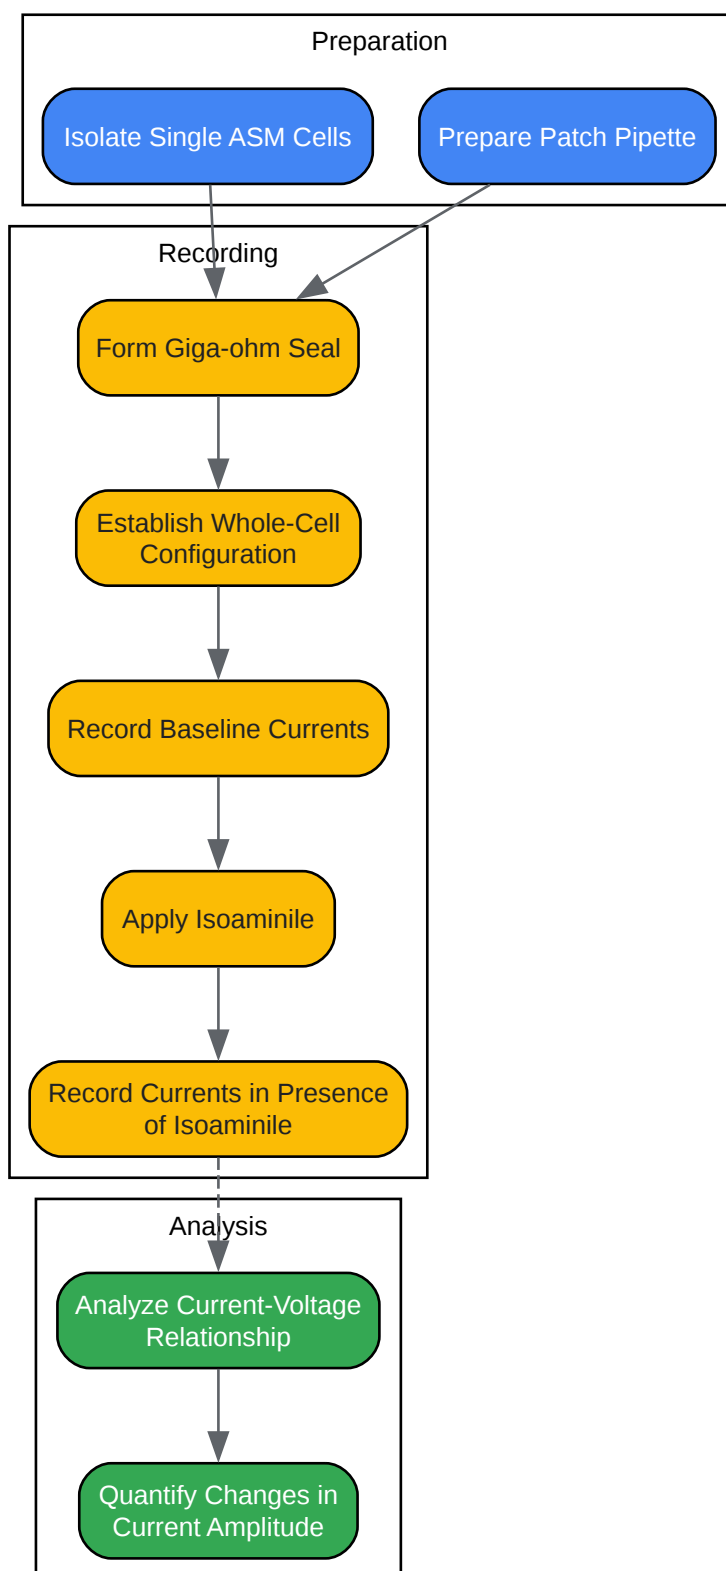 Preparation
Isolate Single ASM Cells
Prepare Patch Pipette
Recording
Form Giga-ohm Seal
Establish Whole-Cell
Configuration
Record Baseline Currents
Apply Isoaminile
Record Currents in Presence
of Isoaminile
Analysis
Analyze Current-Voltage
Relationship
Quantify Changes in
Current Amplitude